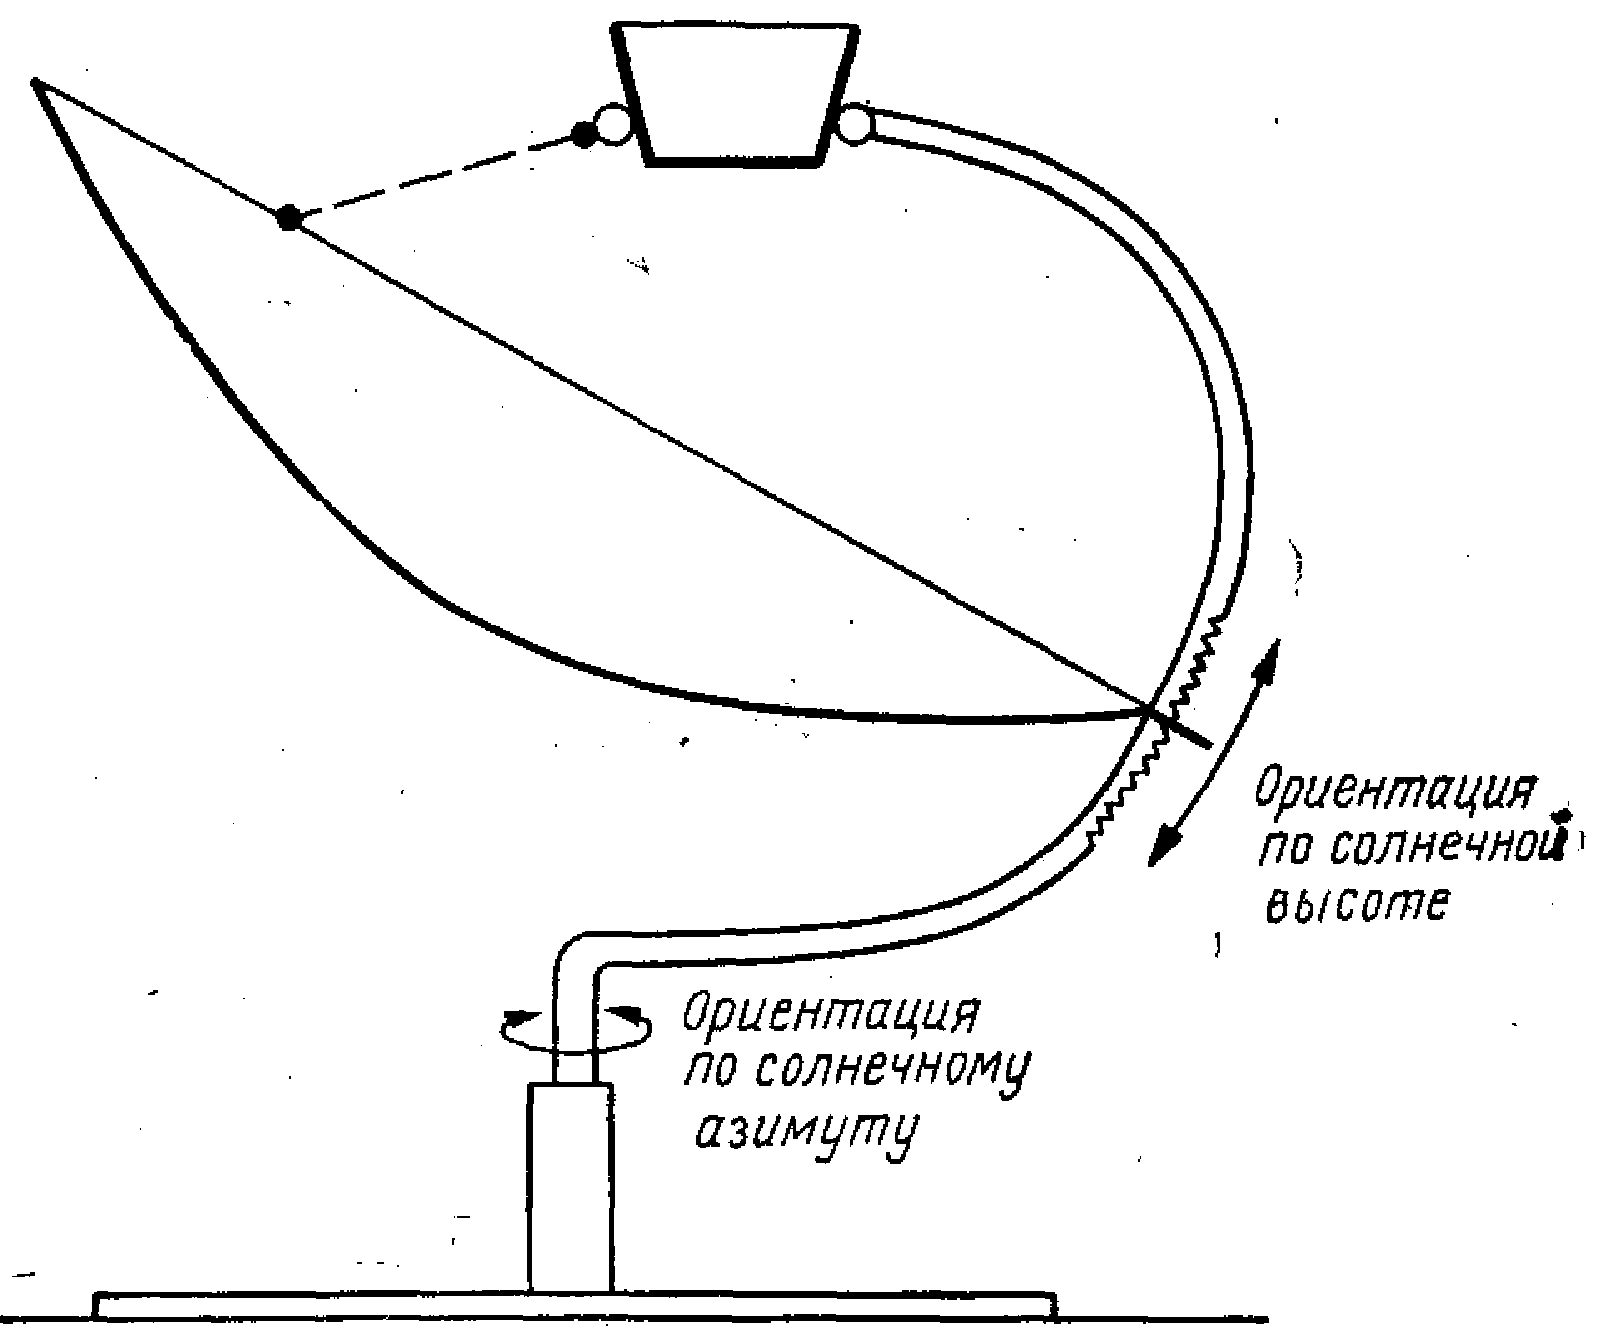 Ориентация
по солнечной
высоте
Ориентация
по солнечному
азимуту